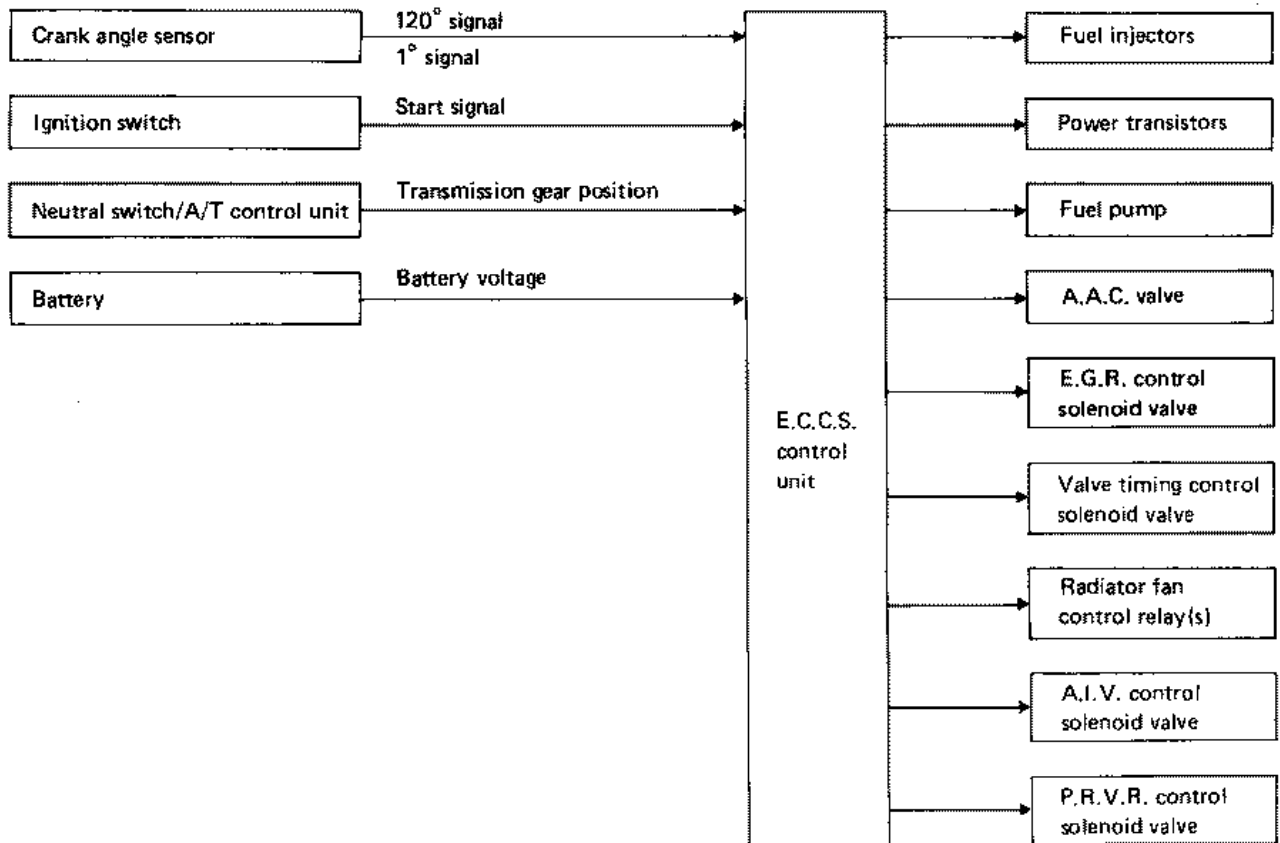 Crank angle sensor
120° signal
1° signal
Ignition switch
Start signal
Neutral switch/A/T control unit
Transmission gear position
Battery
Battery voltage
E.C.C.S.
control
unit
Fuel injectors
Power transistors
Fuel pump
A.A.C. valve
E.G.R. control
solenoid valve
Valve timing control
solenoid valve
Radiator fan
control relay(s)
A.I.V. control
solenoid valve
P.R.V.R. control
solenoid valve